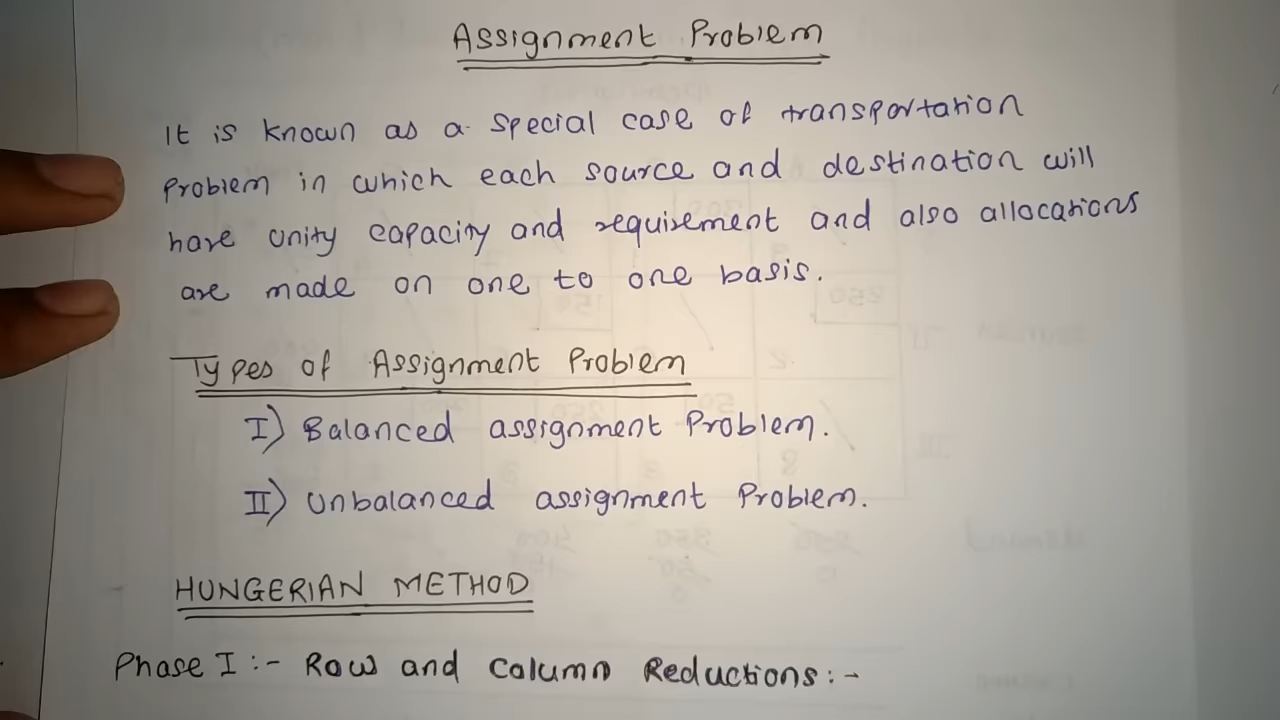 Assignment Problem
It is known as a special case of transportation
Problem in which each source and destination will
have unity capacity and requirement and also allocations
are made on one to one basis.
Types of Assignment Problem
I) Balanced assignment Problem.
II) Unbalanced assignment Problem.
HUNGERIAN METHOD
Phase I :- Row and Column Reductions :-